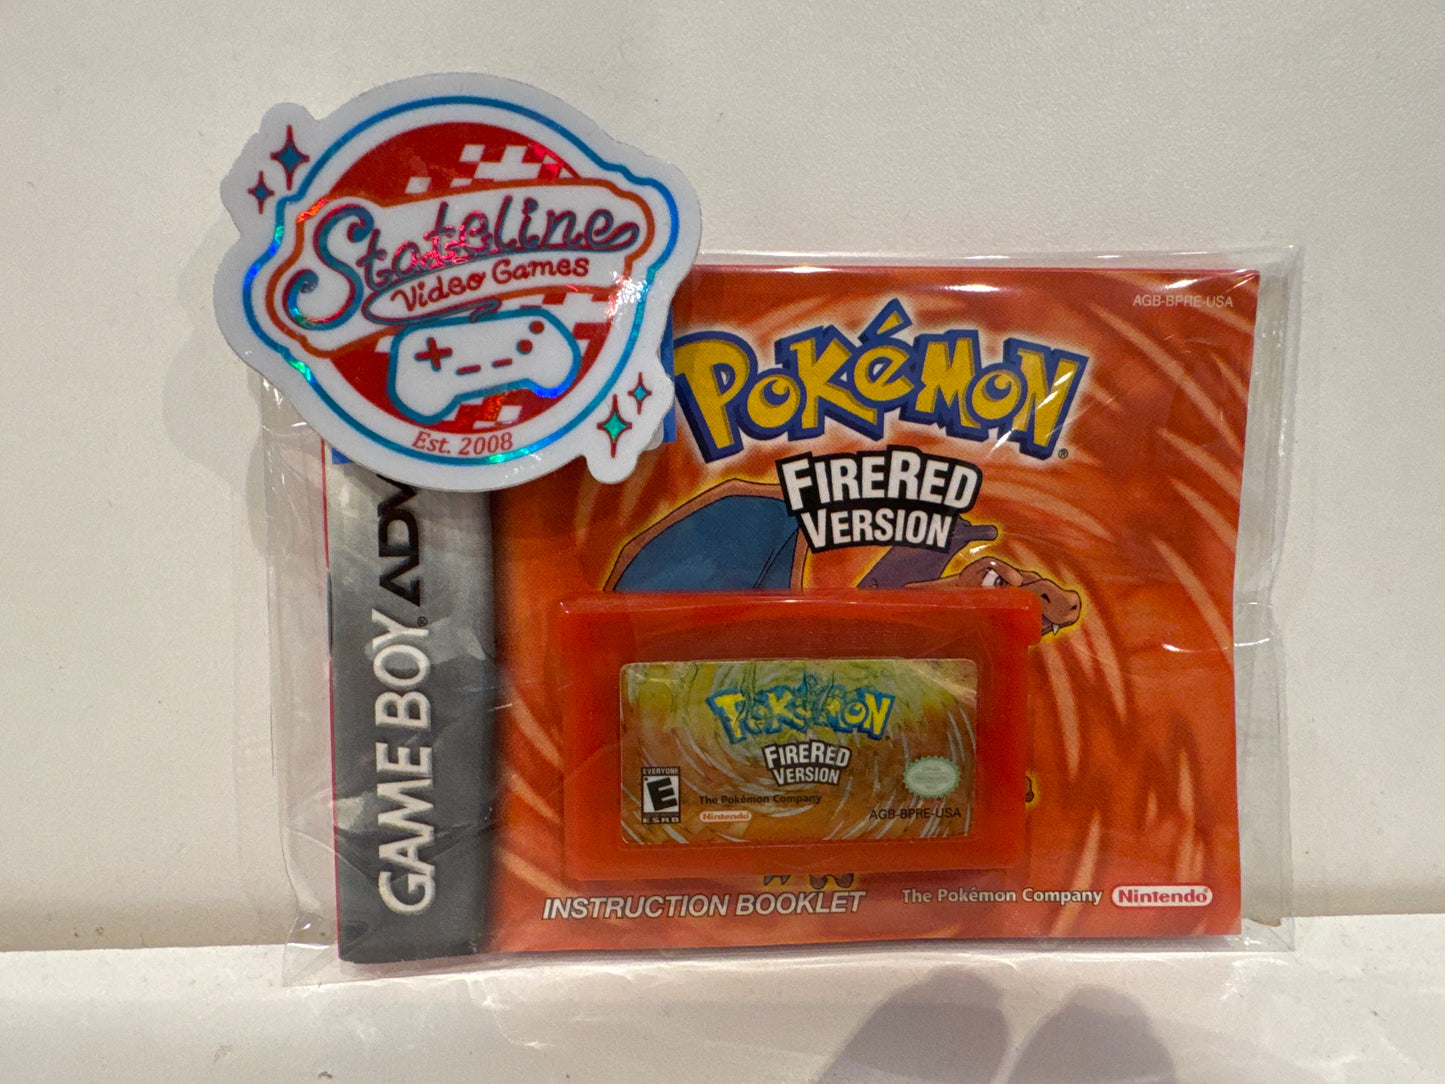 Stateline
Video Games
Est. 2008
AGB-BPRE-USA
POKéMON®
FIRERED
VERSION
GAME BOY® ADV
POKéMON
FIRERED
VERSION
EVERYONE
E
ESRB
The Pokémon Company
Nintendo
AGB-BPRE-USA
INSTRUCTION BOOKLET
The Pokémon Company Nintendo®